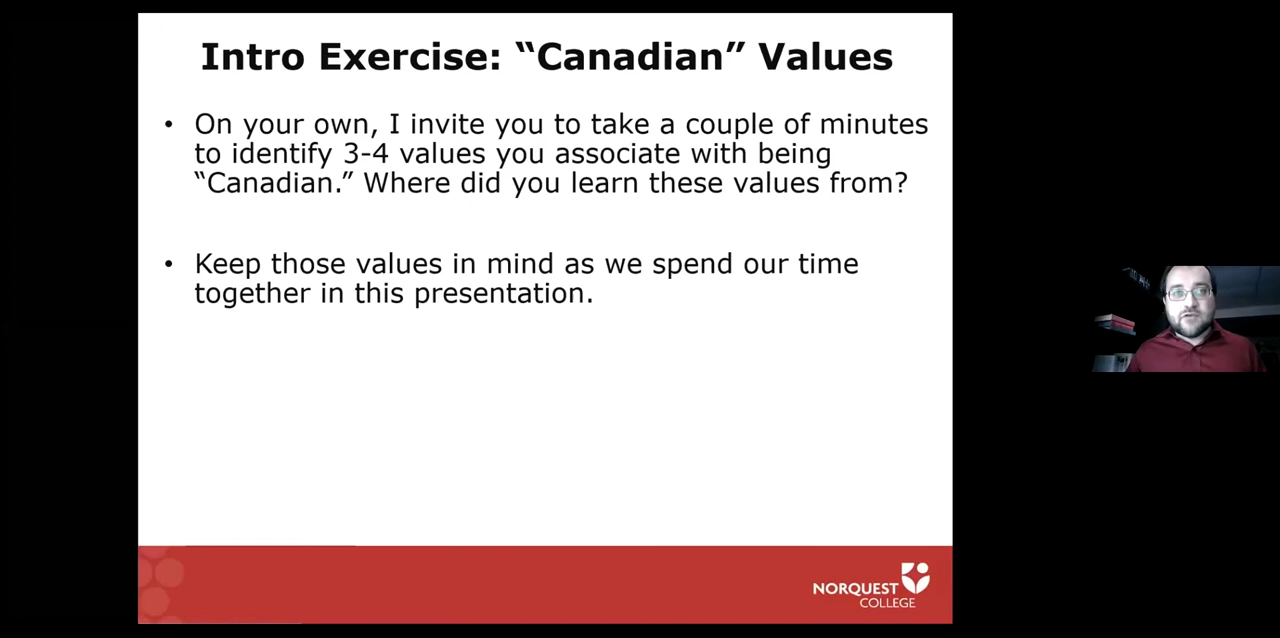 Intro Exercise: “Canadian” Values
• On your own, I invite you to take a couple of minutes
to identify 3-4 values you associate with being
“Canadian.” Where did you learn these values from?
• Keep those values in mind as we spend our time
together in this presentation.
NORQUEST
COLLEGE